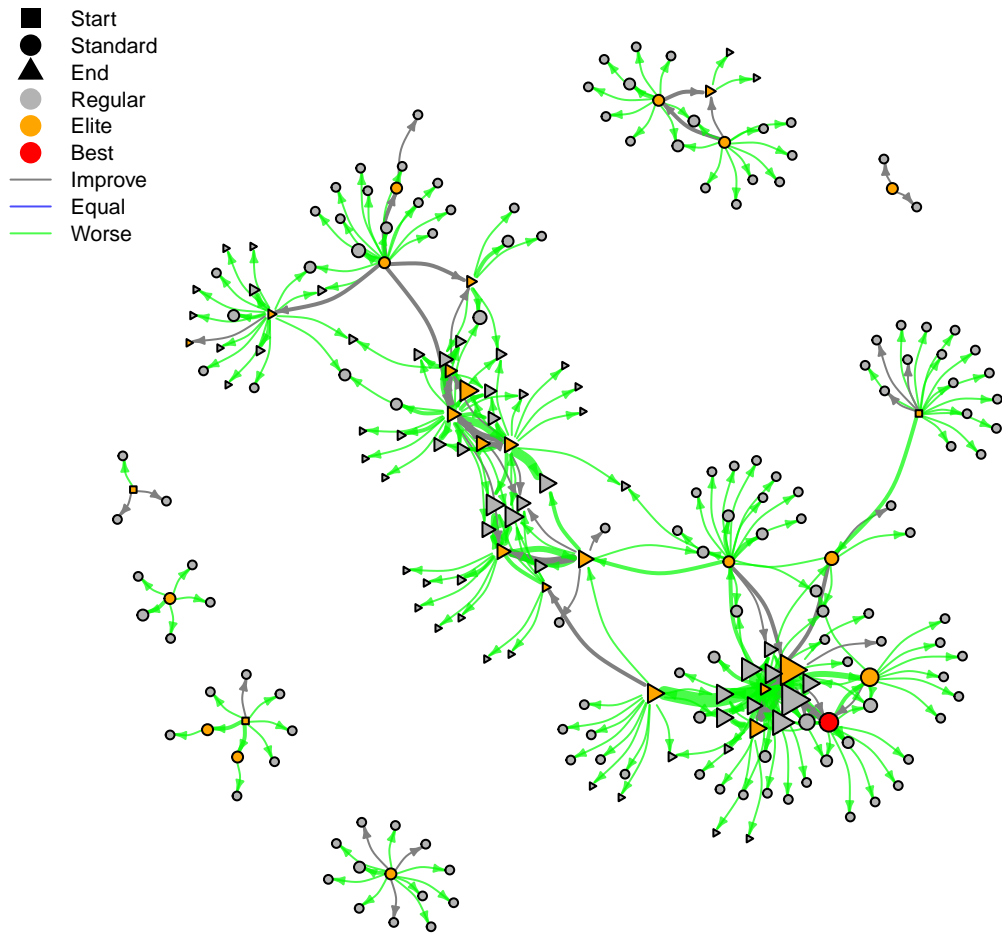 Start
Standard
End
Regular
Elite
Best
Improve
Equal
Worse